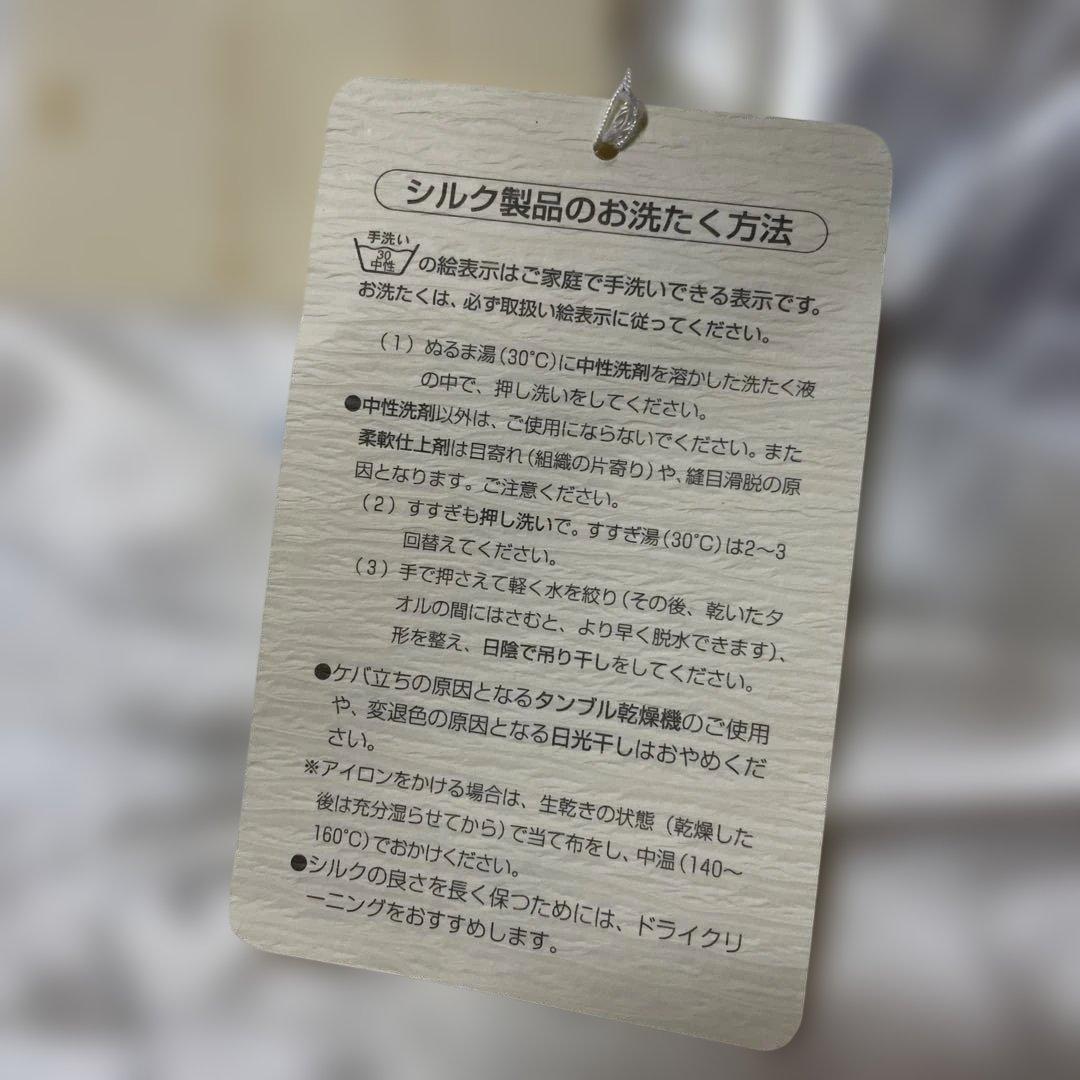 シルク製品のお洗たく方法
手洗い
30
中性
の絵表示はご家庭で手洗いできる表示です。
お洗たくは、必ず取扱い絵表示に従ってください。
（1）ぬるま湯（30℃）に中性洗剤を溶かした洗たく液
の中で、押し洗いをしてください。
●中性洗剤以外は、ご使用にならないでください。また
柔軟仕上剤は目寄れ（組織の片寄り）や、縫目滑脱の原
因となります。ご注意ください。
（2）すすぎも押し洗いで。すすぎ湯（30℃）は2〜3
回替えてください。
（3）手で押さえて軽く水を絞り（その後、乾いたタ
オルの間にはさむと、より早く脱水できます）、
形を整え、日陰で吊り干しをしてください。
●ケバ立ちの原因となるタンブル乾燥機のご使用
や、変退色の原因となる日光干しはおやめくだ
さい。
※アイロンをかける場合は、生乾きの状態（乾燥した
後は充分湿らせてから）で当て布をし、中温（140〜
160℃）でおかけください。
●シルクの良さを長く保つためには、ドライクリ
ーニングをおすすめします。